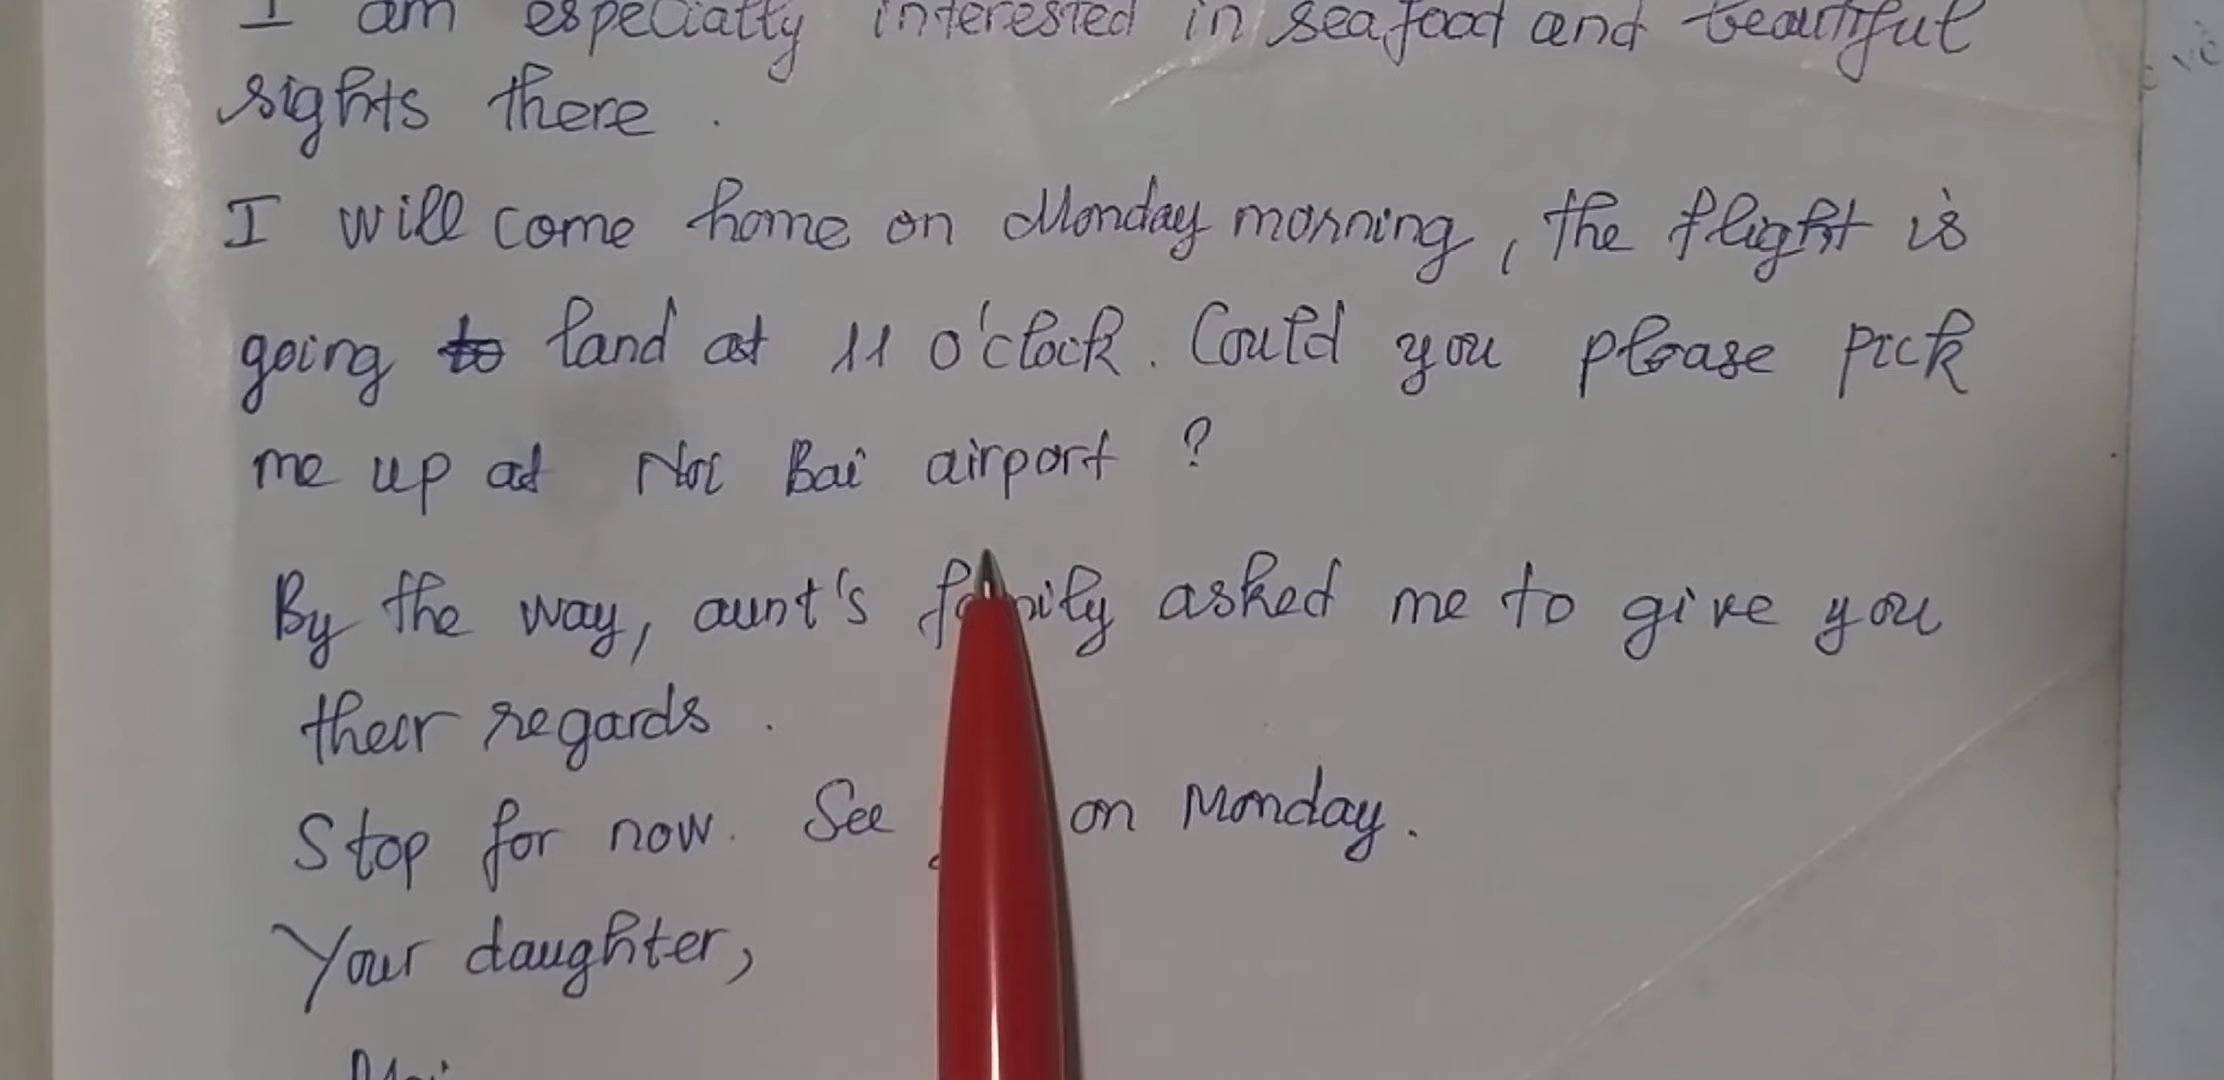 I am especially interested in seafood and beautiful
sights there.
I will come home on Monday morning, the flight is
going to land at 11 o'clock. Could you please pick
me up at Noi Bai airport?
By the way, aunt's family asked me to give you
their regards.
Stop for now. See on Monday.
Your daughter,